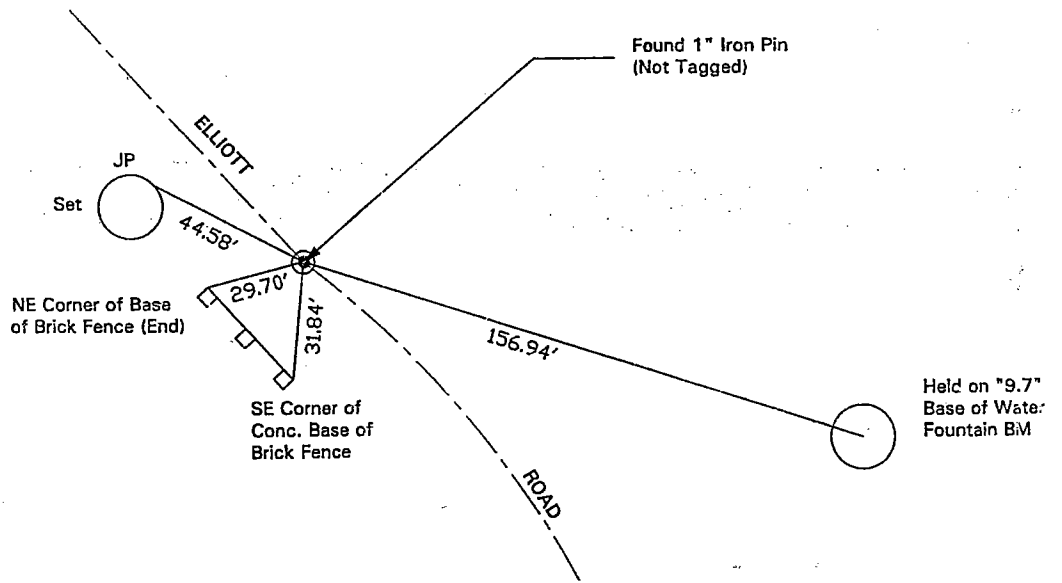 Found 1" Iron Pin
(Not Tagged)
ELLIOTT
JP
Set
44.58'
29.70'
NE Corner of Base
of Brick Fence (End)
31.84'
156.94'
SE Corner of
Conc. Base of
Brick Fence
Held on "9.7"
Base of Water
Fountain BM
ROAD